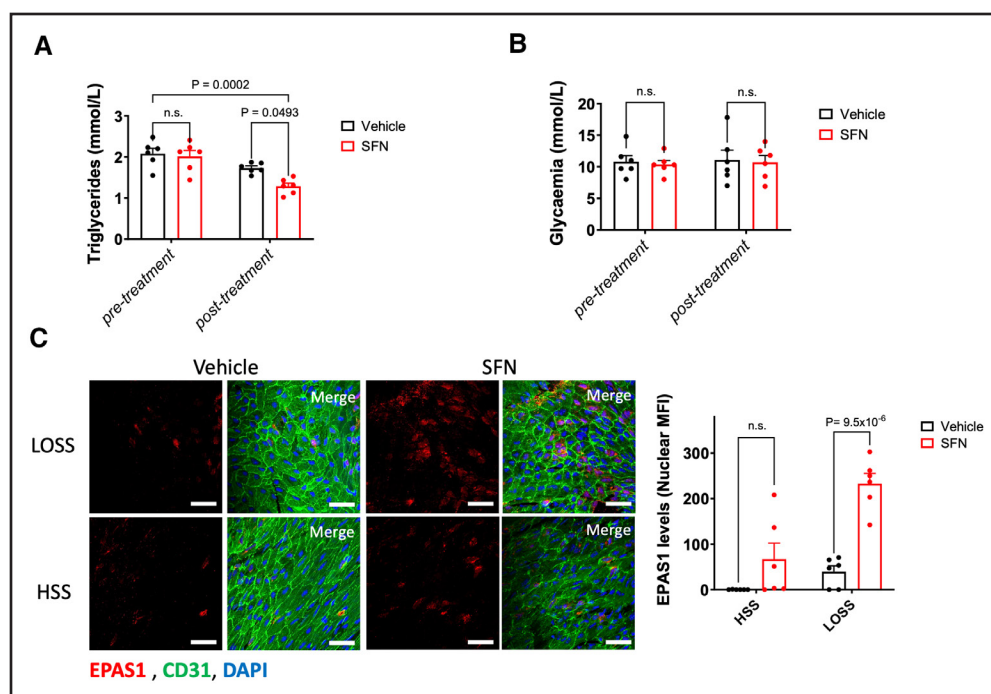 A
P = 0.0002
n.s.
P = 0.0493
Vehicle
SFN
Triglycerides (mmol/L)
3
2
1
0
pre-treatment
post-treatment
B
n.s.
n.s.
Vehicle
SFN
Glycaemia (mmol/L)
20
15
10
5
0
pre-treatment
post-treatment
C
Vehicle
SFN
Merge
Merge
LOSS
Merge
Merge
HSS
EPAS1 , CD31, DAPI
P= 9.5x10⁻⁶
n.s.
Vehicle
SFN
EPAS1 levels (Nuclear MFI)
300
200
100
0
HSS
LOSS